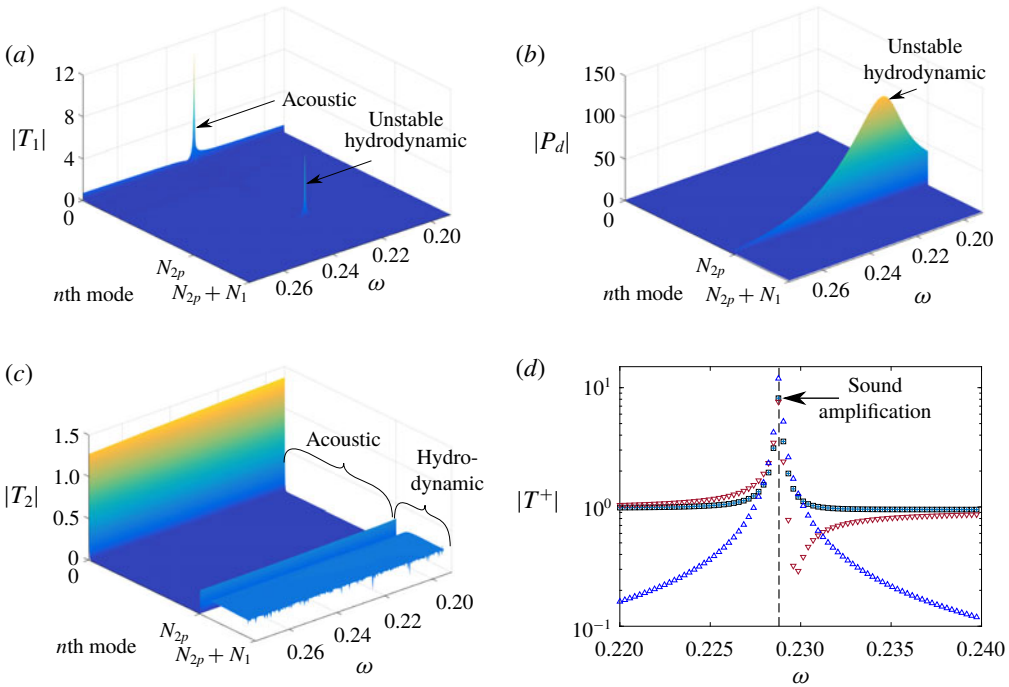 (a)
12
8
4
0
|T1|
Acoustic
Unstable
hydrodynamic
0
N2p
N2p + N1
nth mode
0.26
0.24
0.22
0.20
ω
(b)
150
100
50
0
|Pd|
Unstable
hydrodynamic
0
N2p
N2p + N1
nth mode
0.26
0.24
0.22
0.20
ω
(c)
1.5
1.0
0.5
0
|T2|
Acoustic
Hydro-
dynamic
0
N2p
N2p + N1
nth mode
0.26
0.24
0.22
0.20
ω
(d)
10^1
10^0
10^−1
|T^+|
Sound
amplification
0.220
0.225
0.230
0.235
0.240
ω